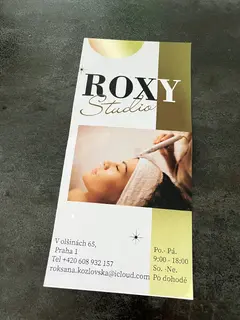 ROXY
Studio
V olšinách 65,
Praha 1
Tel +420 608 932 157
roksana.kozlovska@icloud.com
Po.- Pá.
9:00 - 18:00
So. -Ne.
Po dohodě